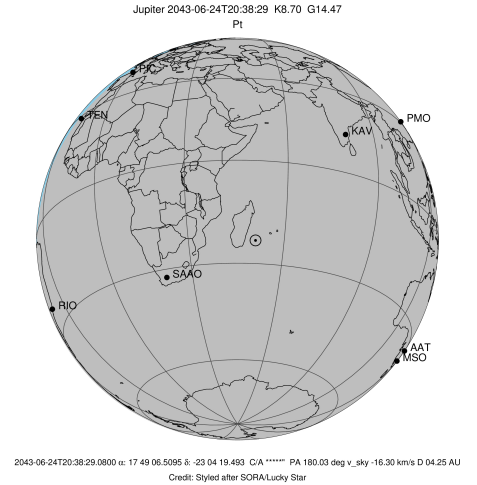 Jupiter 2043-06-24T20:38:29 K8.70 G14.47
Pt
TEN
KAV
PMO
SAAO
RIO
AAT
MSO
2043-06-24T20:38:29.0800 α: 17 49 06.5095 δ: -23 04 19.493 C/A *****" PA 180.03 deg v_sky -16.30 km/s D 04.25 AU
Credit: Styled after SORA/Lucky Star